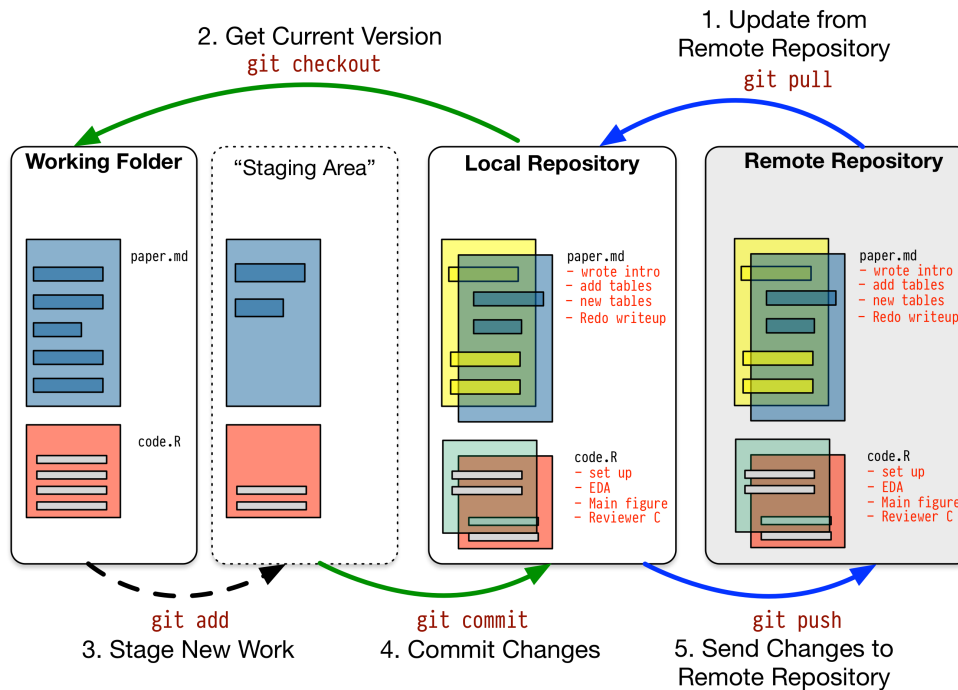 1. Update from
Remote Repository
git pull
2. Get Current Version
git checkout
Working Folder
paper.md
code.R
“Staging Area”
Local Repository
paper.md
- wrote intro
- add tables
- new tables
- Redo writeup
code.R
- set up
- EDA
- Main figure
- Reviewer C
Remote Repository
paper.md
- wrote intro
- add tables
- new tables
- Redo writeup
code.R
- set up
- EDA
- Main figure
- Reviewer C
git add
3. Stage New Work
git commit
4. Commit Changes
git push
5. Send Changes to
Remote Repository